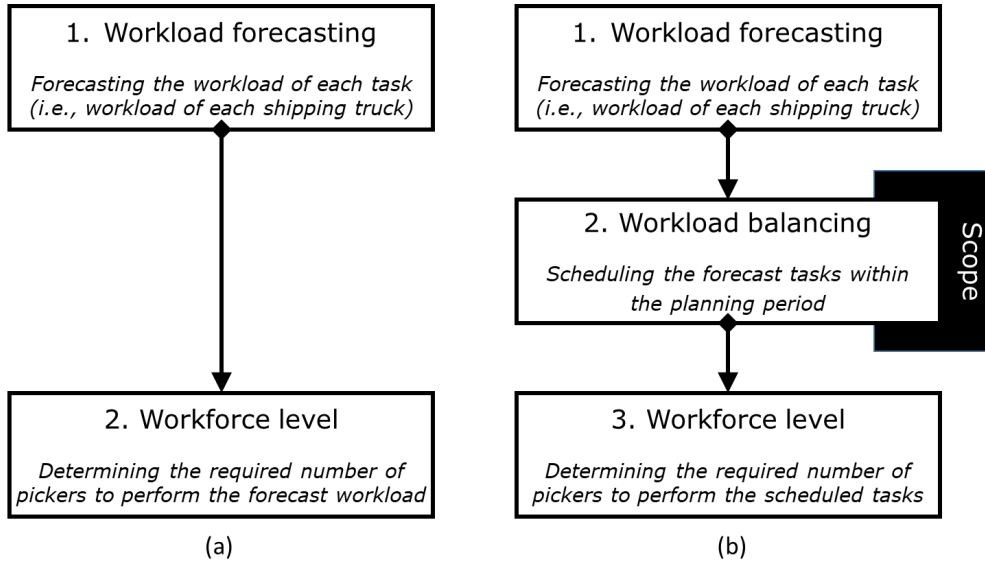 1. Workload forecasting
Forecasting the workload of each task
(i.e., workload of each shipping truck)
2. Workforce level
Determining the required number of
pickers to perform the forecast workload
(a)
1. Workload forecasting
Forecasting the workload of each task
(i.e., workload of each shipping truck)
2. Workload balancing
Scheduling the forecast tasks within
the planning period
Scope
3. Workforce level
Determining the required number of
pickers to perform the scheduled tasks
(b)